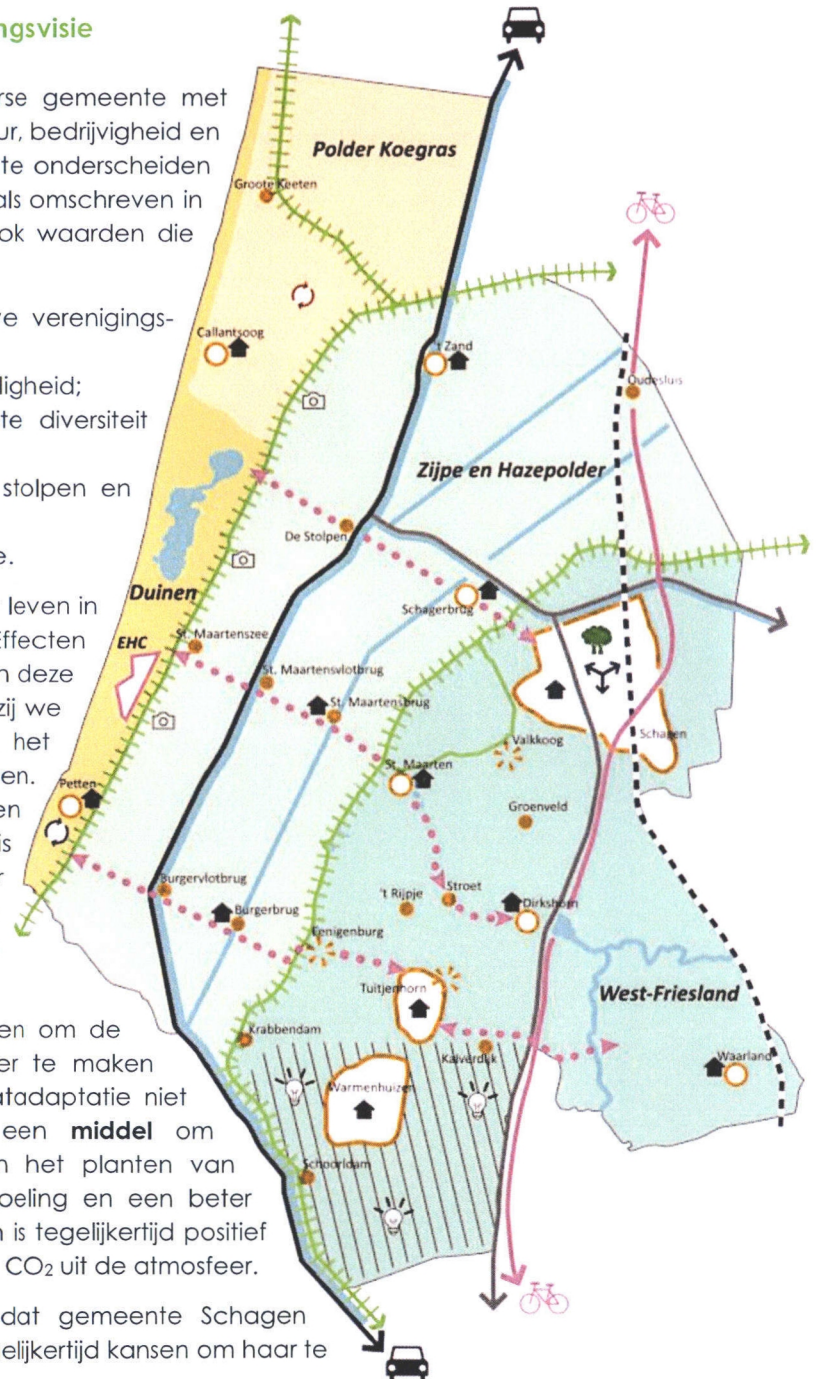 ngsvisie
rse gemeente met
ur, bedrijvigheid en
te onderscheiden
als omschreven in
ok waarden die
ve verenigings-
ligheid;
te diversiteit
stolpen en
e.
leven in
Effecten
n deze
zij we
het
en.
en
is
r
en om de
er te maken
atadaptatie niet
een middel om
n het planten van
oeling en een beter
n is tegelijkertijd positief
CO2 uit de atmosfeer.
dat gemeente Schagen
elijkertijd kansen om haar te
Polder Koegras
Groote Keeten
Callantsoog
't Zand
Oudesluis
Zijpe en Hazepolder
De Stolpen
Duinen
Schagerbrug
EHC
St. Maartenszee
St. Maartensvlotbrug
St. Maartensbrug
Schagen
Valkkoog
St. Maarten
Petten
Groenveld
Burgervlotbrug
't Rijpje
Stroet
Dirkshorn
Burgerbrug
Eenigenburg
Tuitjenhorn
West-Friesland
Krabbendam
Kalverdijk
Waarland
Warmenhuizen
Schoorldam